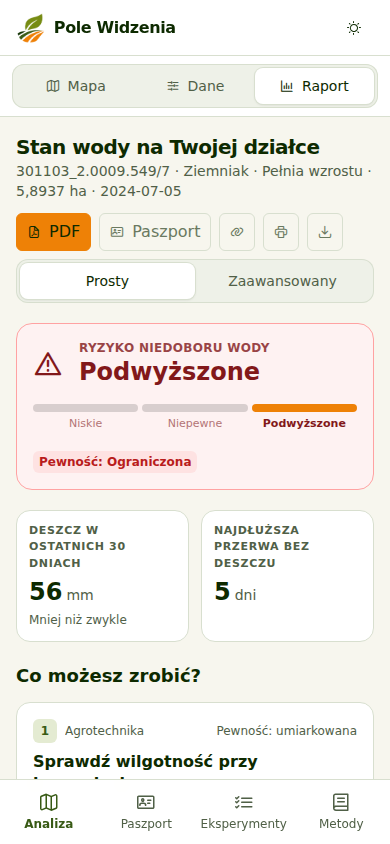 Pole Widzenia
Mapa
Dane
Raport
Stan wody na Twojej działce
301103_2.0009.549/7 · Ziemniak · Pełnia wzrostu ·
5,8937 ha · 2024-07-05
PDF
Paszport
Prosty
Zaawansowany
RYZYKO NIEDOBORU WODY
Podwyższone
Niskie
Niepewne
Podwyższone
Pewność: Ograniczona
DESZCZ W
OSTATNICH 30
DNIACH
56 mm
Mniej niż zwykle
NAJDŁUŻSZA
PRZERWA BEZ
DESZCZU
5 dni
Co możesz zrobić?
1 Agrotechnika
Pewność: umiarkowana
Sprawdź wilgotność przy
Analiza
Paszport
Eksperymenty
Metody